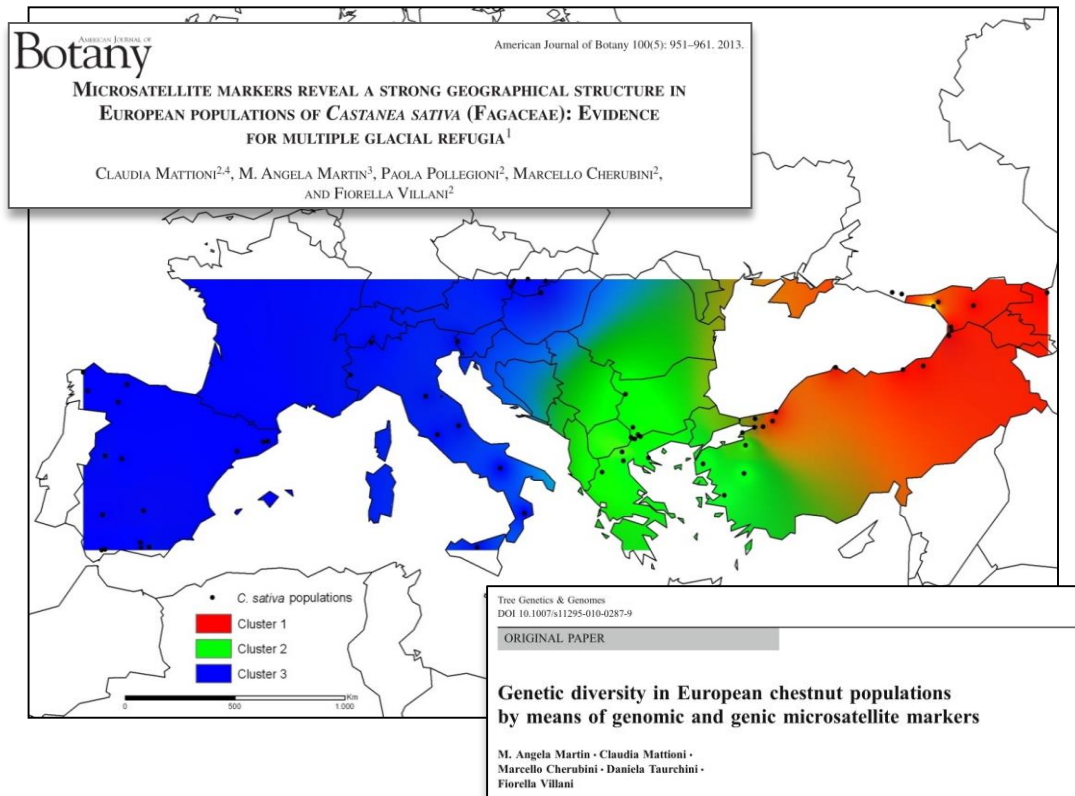 AMERICAN JOURNAL OF
Botany
American Journal of Botany 100(5): 951–961. 2013.
MICROSATELLITE MARKERS REVEAL A STRONG GEOGRAPHICAL STRUCTURE IN
EUROPEAN POPULATIONS OF CASTANEA SATIVA (FAGACEAE): EVIDENCE
FOR MULTIPLE GLACIAL REFUGIA1
CLAUDIA MATTIONI2,4, M. ANGELA MARTIN3, PAOLA POLLEGIONI2, MARCELLO CHERUBINI2,
AND FIORELLA VILLANI2
C. sativa populations
Cluster 1
Cluster 2
Cluster 3
Km
0 500 1.000
Tree Genetics & Genomes
DOI 10.1007/s11295-010-0287-9
ORIGINAL PAPER
Genetic diversity in European chestnut populations
by means of genomic and genic microsatellite markers
M. Angela Martin · Claudia Mattioni ·
Marcello Cherubini · Daniela Taurchini ·
Fiorella Villani